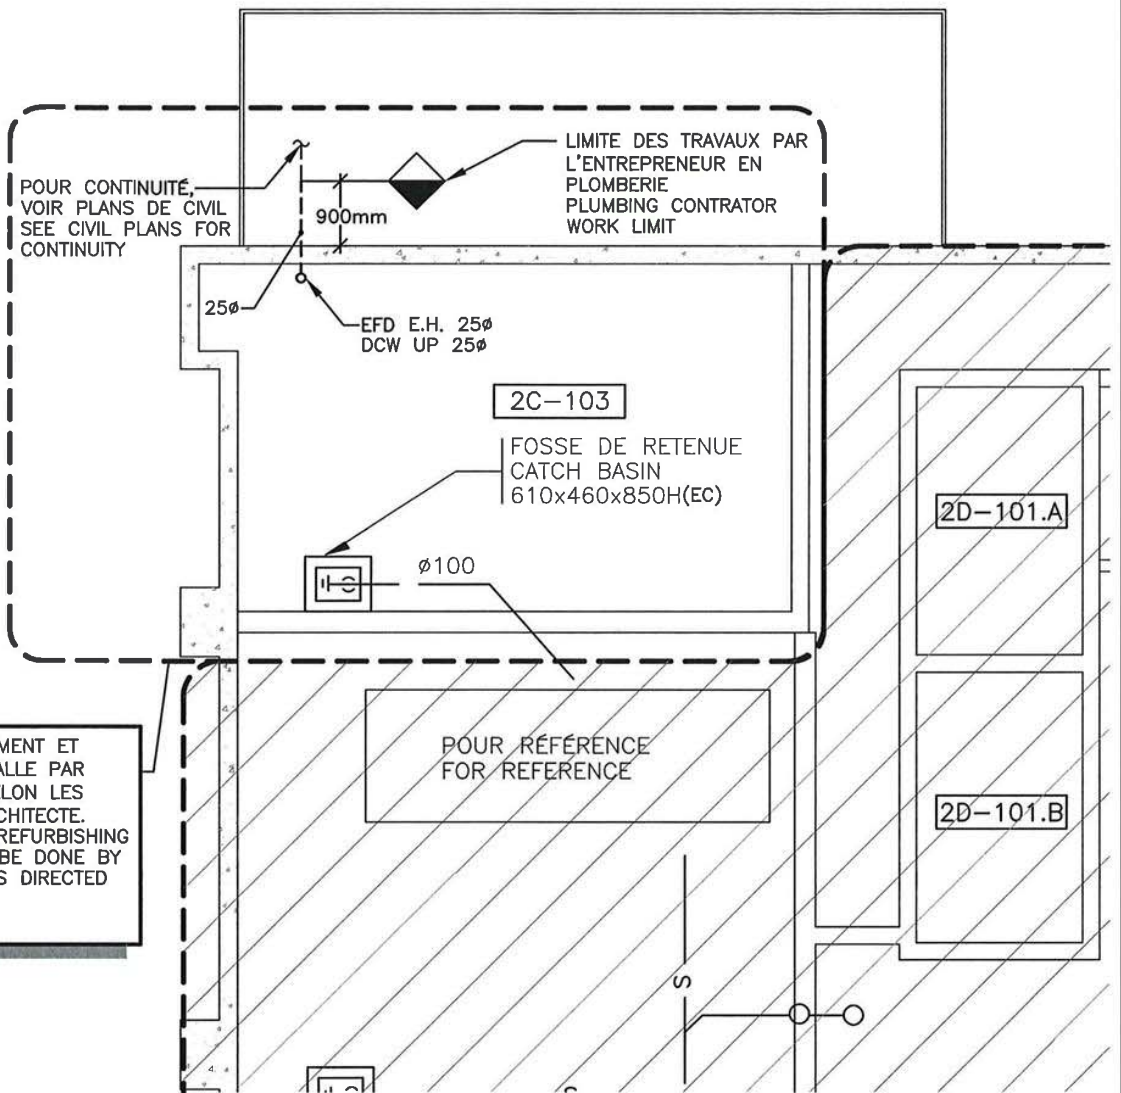 LIMITE DES TRAVAUX PAR
L'ENTREPRENEUR EN
PLOMBERIE
PLUMBING CONTRATOR
WORK LIMIT
POUR CONTINUITÉ,
VOIR PLANS DE CIVIL
SEE CIVIL PLANS FOR
CONTINUITY
900mm
25ø
EFD E.H. 25ø
DCW UP 25ø
2C-103
FOSSE DE RETENUE
CATCH BASIN
610x460x850H(EC)
ø100
2D-101.A
POUR RÉFÉRENCE
FOR REFERENCE
2D-101.B
MENT ET
ALLE PAR
LON LES
CHITECTE.
REFURBISHING
BE DONE BY
S DIRECTED
S